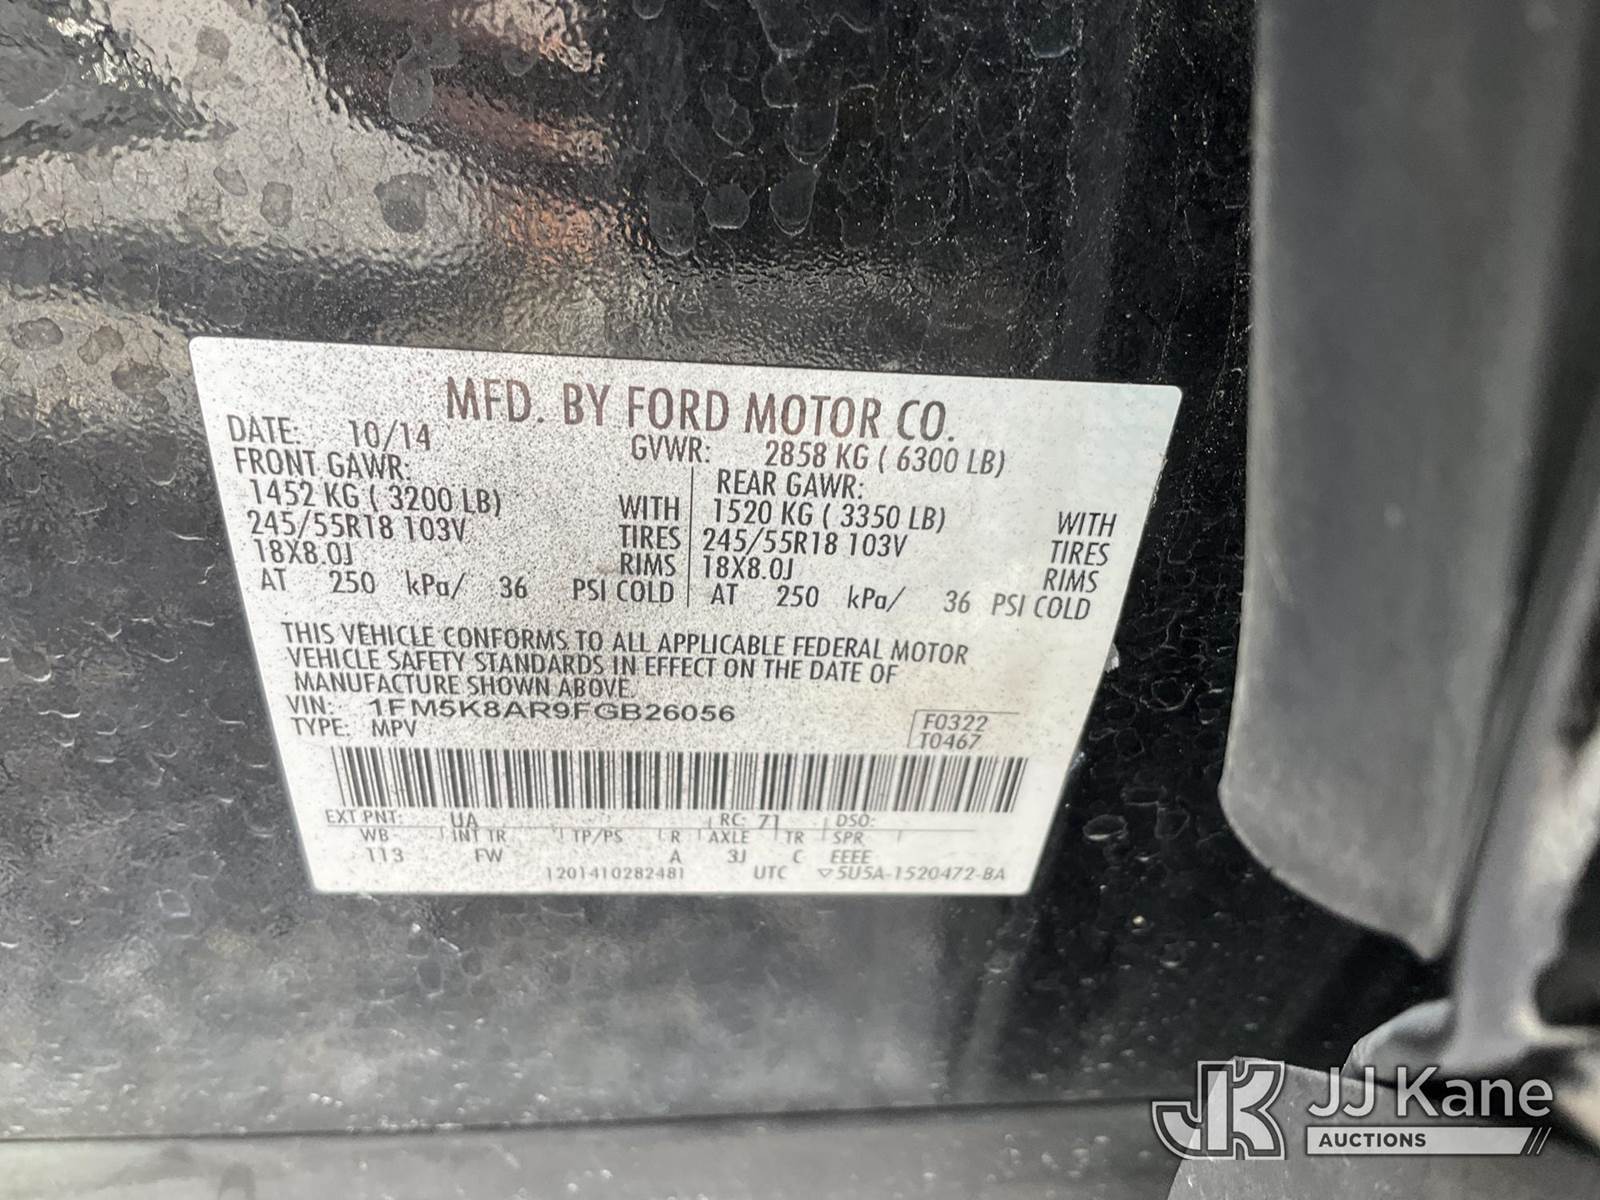 MFD. BY FORD MOTOR CO.
DATE: 10/14 GVWR: 2858 KG ( 6300 LB)
FRONT GAWR: REAR GAWR:
1452 KG ( 3200 LB) WITH 1520 KG ( 3350 LB) WITH
245/55R18 103V TIRES 245/55R18 103V TIRES
18X8.0J RIMS 18X8.0J RIMS
AT 250 kPa/ 36 PSI COLD AT 250 kPa/ 36 PSI COLD
THIS VEHICLE CONFORMS TO ALL APPLICABLE FEDERAL MOTOR
VEHICLE SAFETY STANDARDS IN EFFECT ON THE DATE OF
MANUFACTURE SHOWN ABOVE.
VIN: 1FM5K8AR9FGB26056
TYPE: MPV
F0322
T0467
EXT PNT: UA RC: 71 DSO:
WB INT TR TP/PS R AXLE TR SPR
113 FW A 3J C EEEE
1201410282481 UTC ▽5U5A-1520472-BA
JK JJ Kane
AUCTIONS